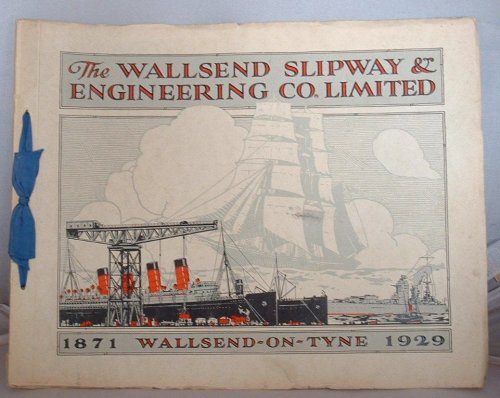 The WALLSEND SLIPWAY &
ENGINEERING CO. LIMITED
1871 WALLSEND-ON-TYNE 1929